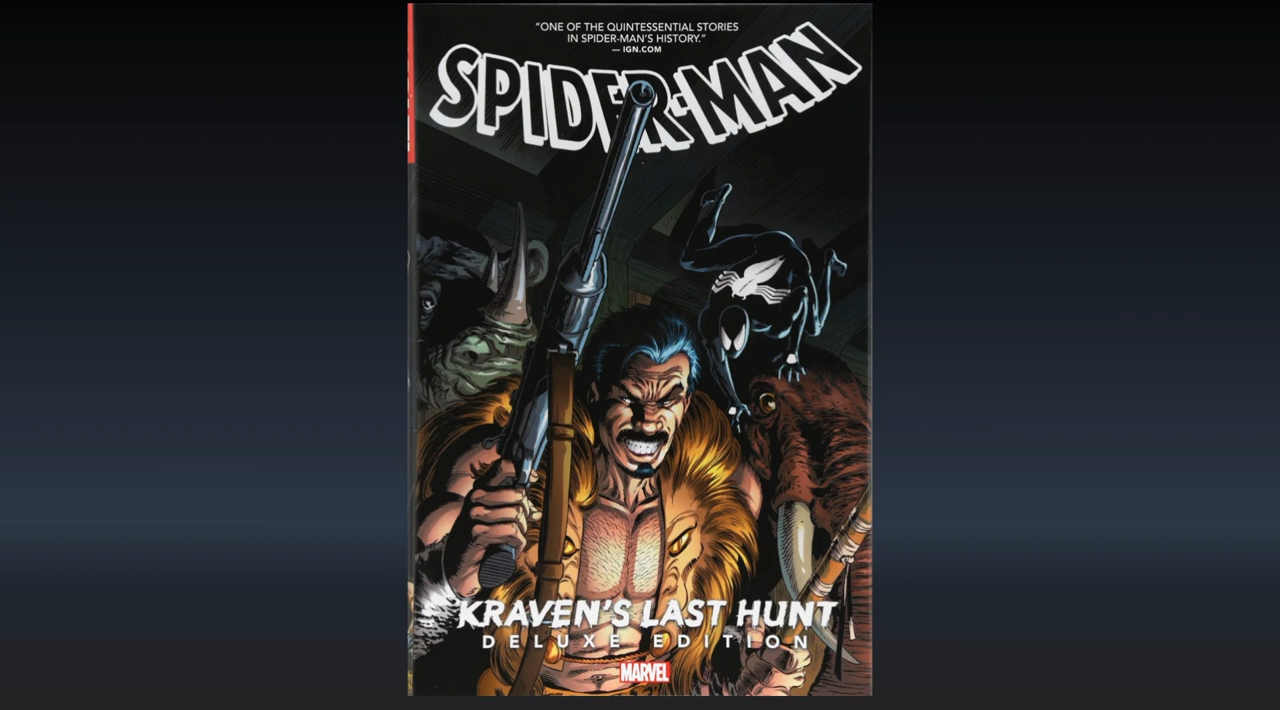 “ONE OF THE QUINTESSENTIAL STORIES
IN SPIDER-MAN’S HISTORY.”
— IGN.COM
SPIDER-MAN
KRAVEN’S LAST HUNT
DELUXE EDITION
MARVEL